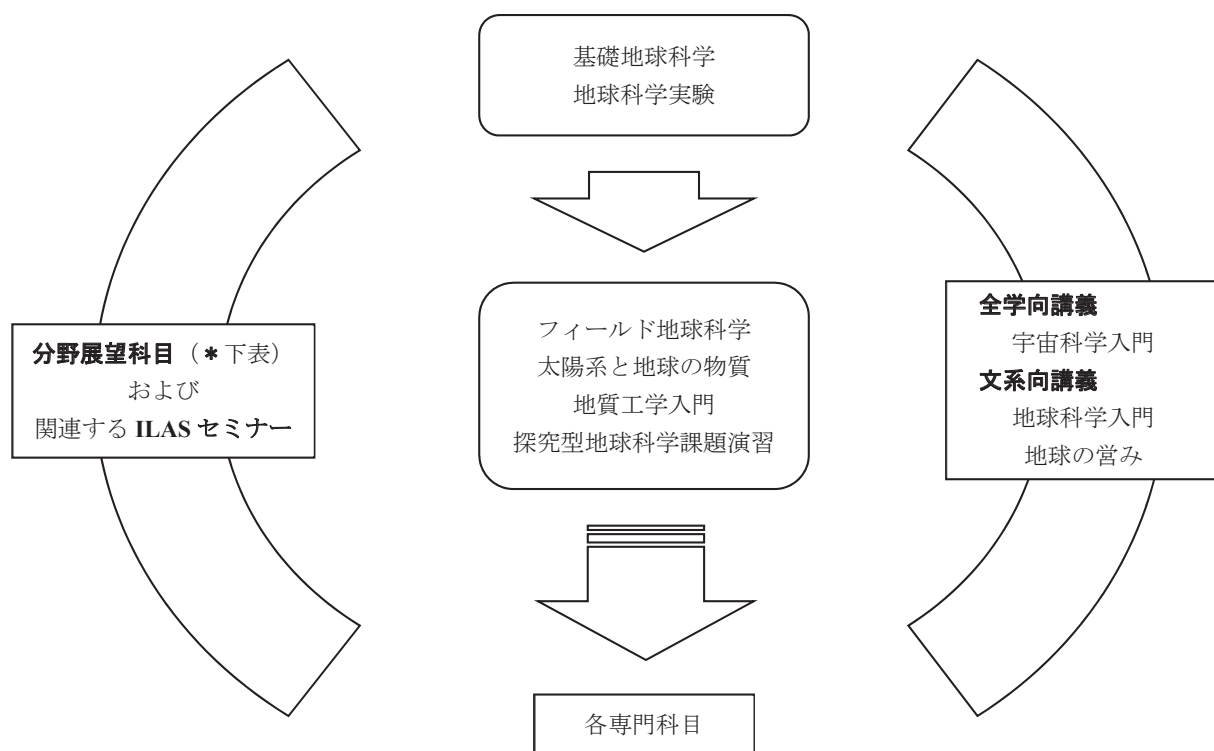 基礎地球科学
地球科学実験
フィールド地球科学
太陽系と地球の物質
地質工学入門
探究型地球科学課題演習
各専門科目
分野展望科目（＊下表）
および
関連する ILAS セミナー
全学向講義
宇宙科学入門
文系向講義
地球科学入門
地球の営み